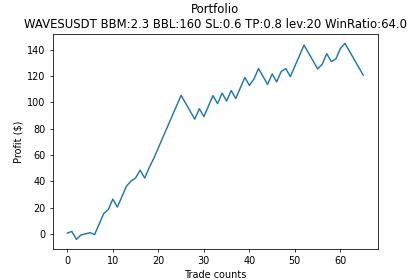 Portfolio
WAVESUSDT BBM:2.3 BBL:160 SL:0.6 TP:0.8 lev:20 WinRatio:64.0
140
120
100
80
60
40
20
0
Profit ($)
0 10 20 30 40 50 60
Trade counts